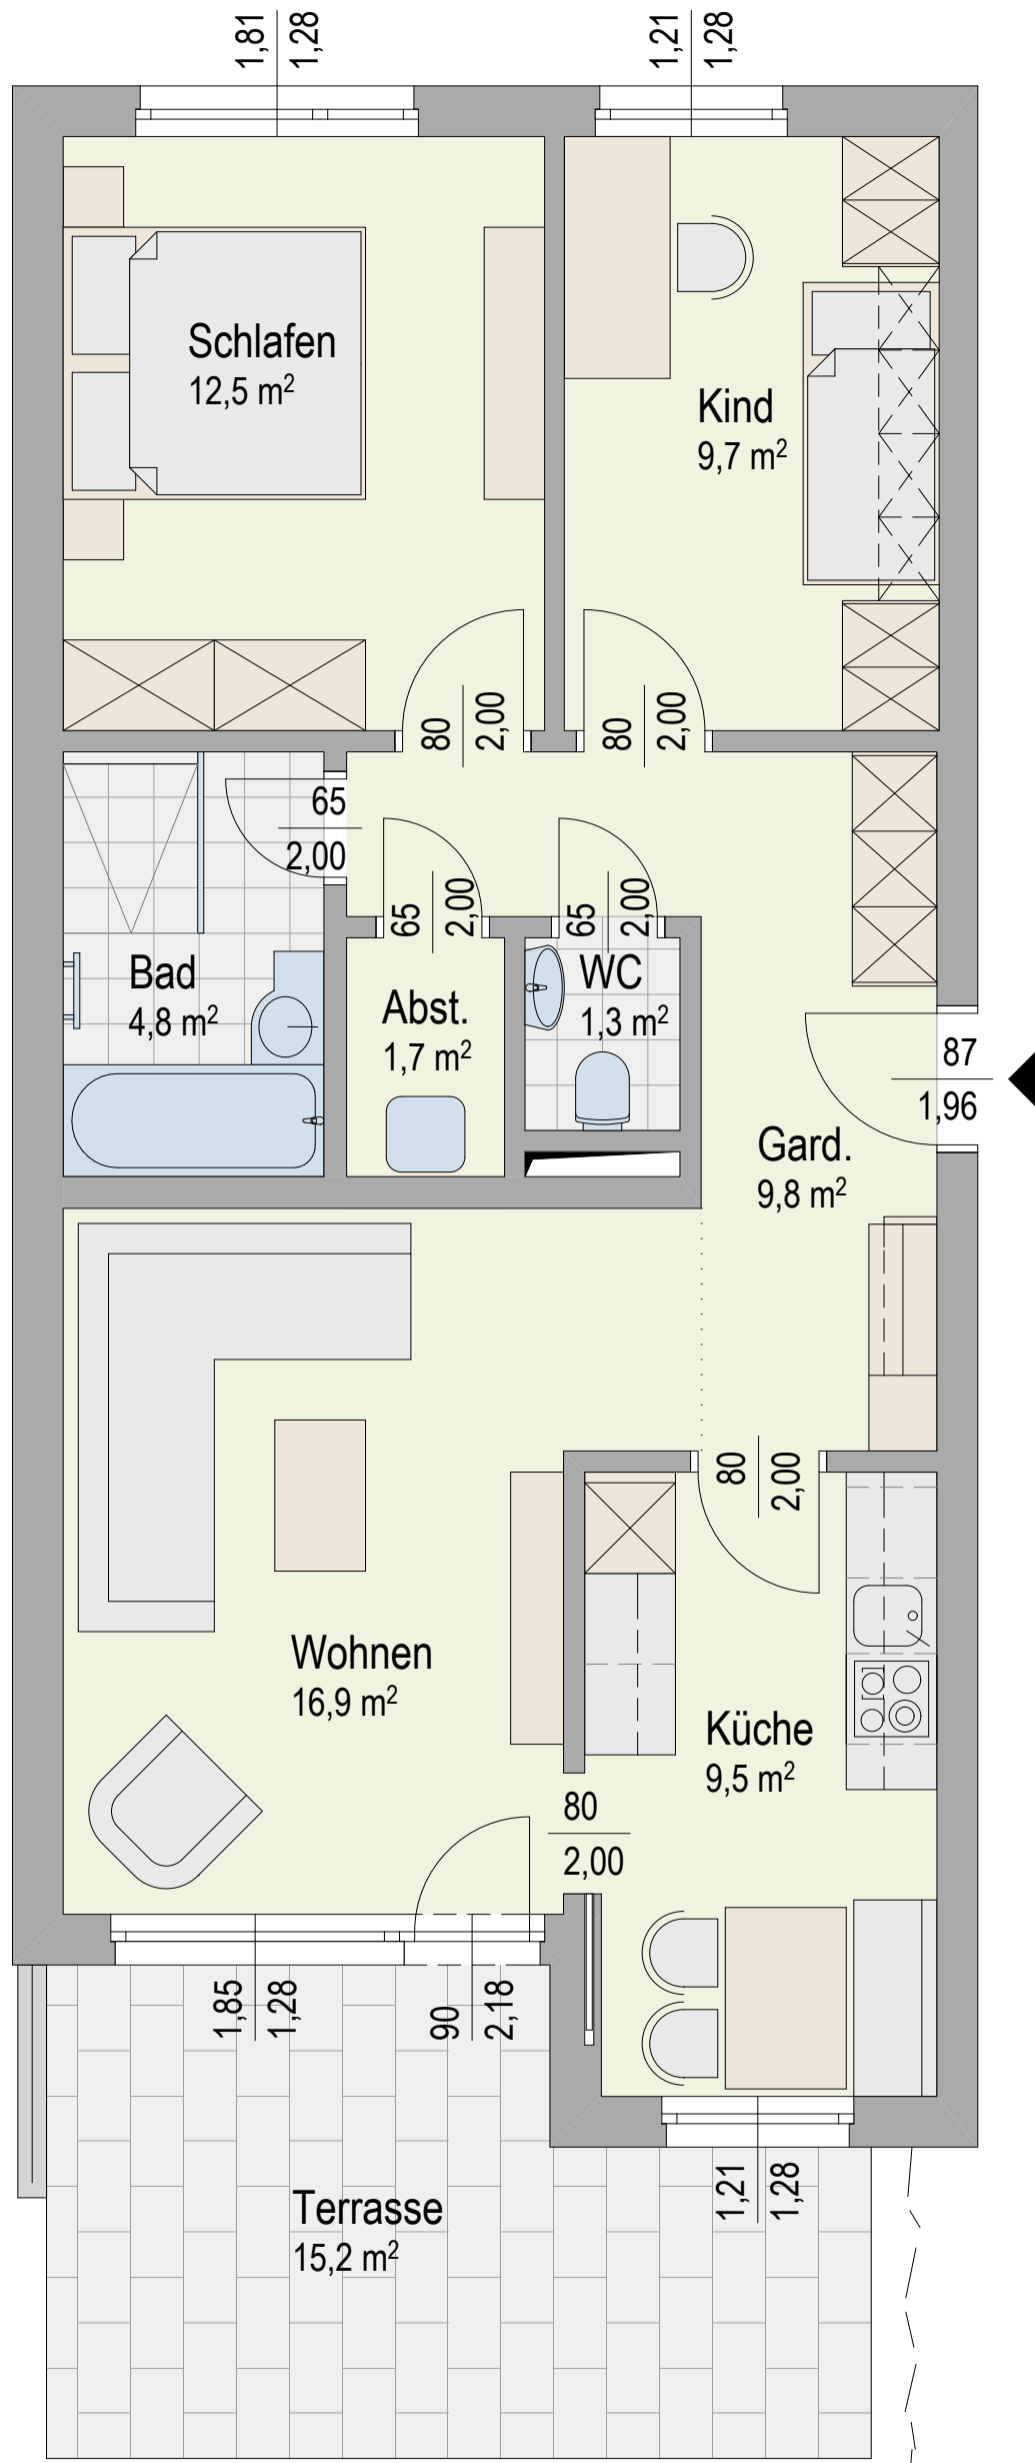 1,81
1,28
1,21
1,28
Schlafen
12,5 m²
Kind
9,7 m²
80
2,00
80
2,00
65
2,00
65
2,00
65
2,00
Bad
4,8 m²
Abst.
1,7 m²
WC
1,3 m²
87
1,96
Gard.
9,8 m²
80
2,00
Wohnen
16,9 m²
Küche
9,5 m²
80
2,00
1,85
1,28
90
2,18
1,21
1,28
Terrasse
15,2 m²